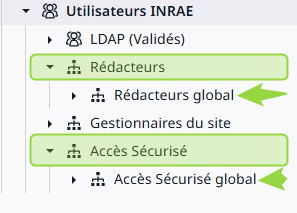 Utilisateurs INRAE
LDAP (Validés)
Rédacteurs
Rédacteurs global
Gestionnaires du site
Accès Sécurisé
Accès Sécurisé global